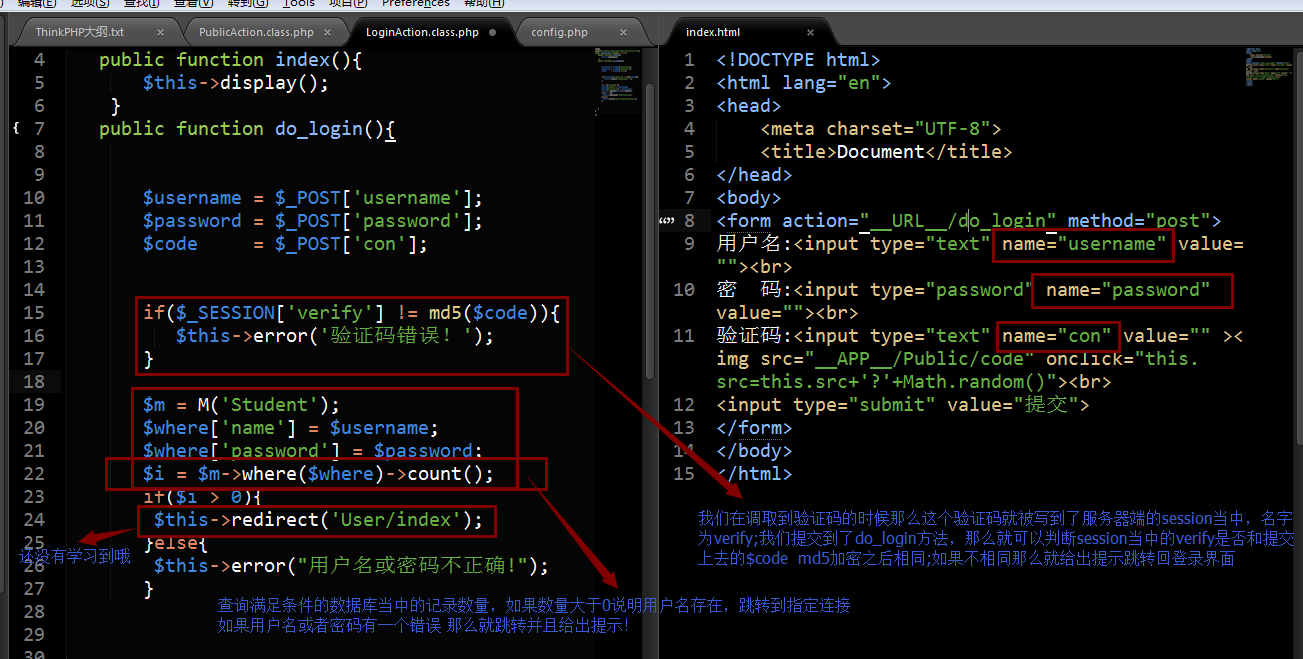 编辑(E) 选项(S) 查找(I) 查看(V) 转到(G) Tools 项目(P) Preferences 帮助(H)
ThinkPHP大纲.txt × PublicAction.class.php × LoginAction.class.php ● config.php ×
4 public function index(){
5 $this->display();
6 }
{ 7 public function do_login(){
8
9
10 $username = $_POST['username'];
11 $password = $_POST['password'];
12 $code = $_POST['con'];
13
14
15 if($_SESSION['verify'] != md5($code)){
16 $this->error('验证码错误! ');
17 }
18
19 $m = M('Student');
20 $where['name'] = $username;
21 $where['password'] = $password;
22 $i = $m->where($where)->count();
23 if($i > 0){
24 $this->redirect('User/index');
25 }else{
还没有学习到哦
26 $this->error("用户名或密码不正确!");
27 }
28
查询满足条件的数据库当中的记录数量，如果数量大于0说明用户名存在，跳转到指定连接
如果用户名或者密码有一个错误 那么就跳转并且给出提示!
29
30
index.html ×
1 <!DOCTYPE html>
2 <html lang="en">
3 <head>
4 <meta charset="UTF-8">
5 <title>Document</title>
6 </head>
7 <body>
8 <form action="__URL__/do_login" method="post">
9 用户名:<input type="text" name="username" value=
""><br>
10 密 码:<input type="password" name="password"
value=""><br>
11 验证码:<input type="text" name="con" value="" ><
img src="__APP__/Public/code" onclick="this.
src=this.src+'?'+Math.random()"><br>
12 <input type="submit" value="提交">
13 </form>
14 </body>
15 </html>
我们在调取到验证码的时候那么这个验证码就被写到了服务器端的session当中，名字
为verify;我们提交到了do_login方法，那么就可以判断session当中的verify是否和提交
上去的$code md5加密之后相同;如果不相同那么就给出提示跳转回登录界面